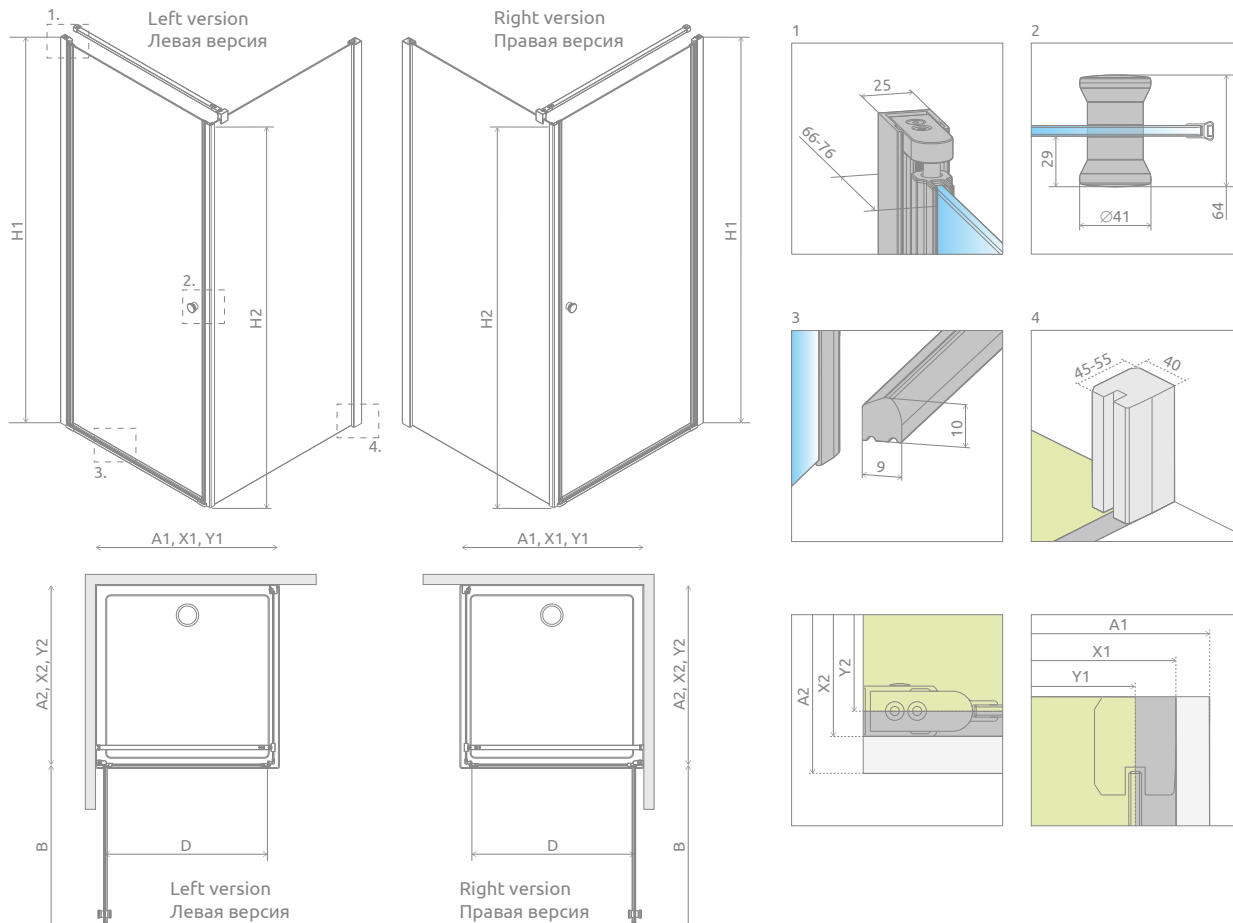 1.
Left version
Левая версия
H1
2.
H2
3.
4.
Right version
Правая версия
H2
H1
1
25
66-76
2
29
Ø41
64
3
9
10
4
45-55
40
A1, X1, Y1
A2, X2, Y2
B
D
Left version
Левая версия
A1, X1, Y1
A2, X2, Y2
B
D
Right version
Правая версия
A2
X2
Y2
A1
X1
Y1